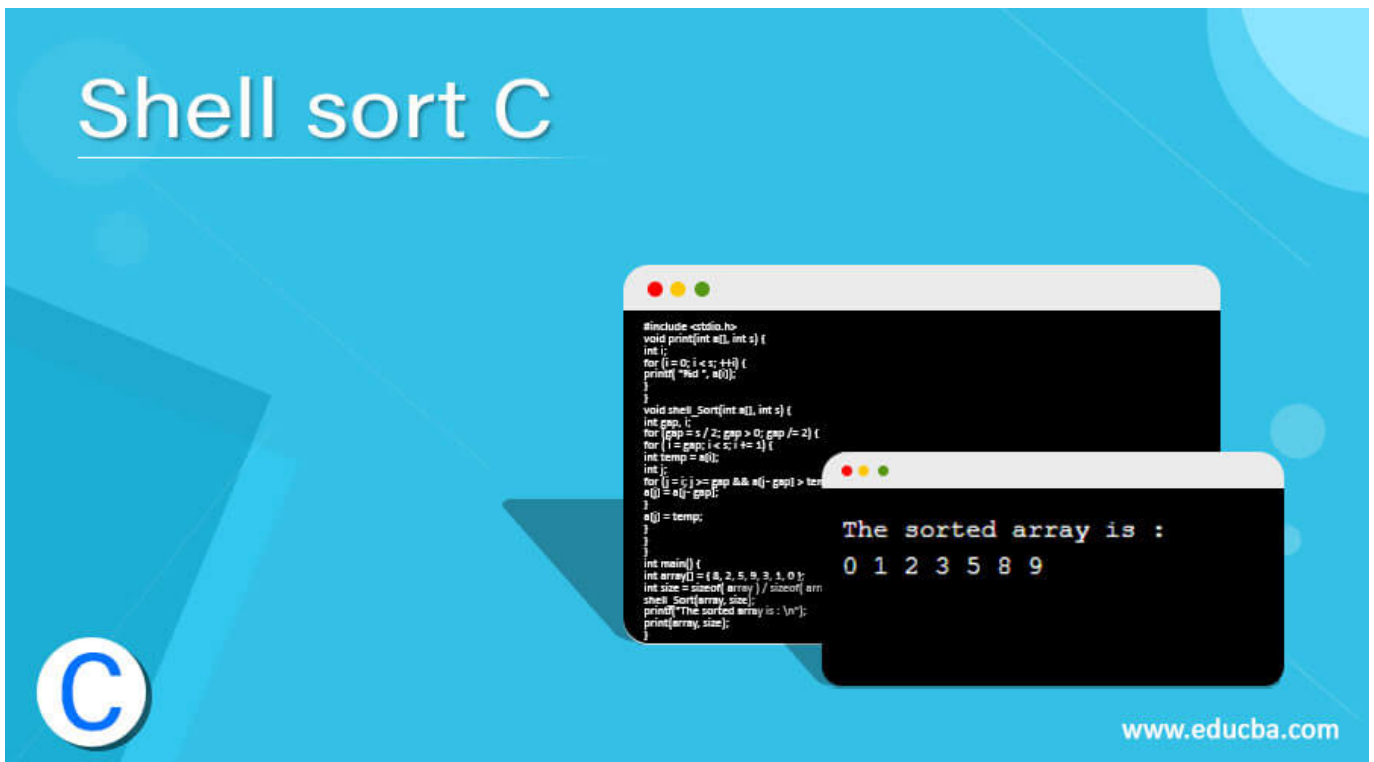 Shell sort C
#include <stdio.h>
void print(int a[], int s) {
int i;
for (i = 0; i < s; ++i) {
printf( "%d ", a[i]);
}
}
void shell_Sort(int a[], int s) {
int gap, i;
for (gap = s / 2; gap > 0; gap /= 2) {
for ( i = gap; i < s; i += 1) {
int temp = a[i];
int j;
for (j = i; j >= gap && a[j - gap] > tem
a[j] = a[j - gap];
}
a[j] = temp;
}
}
}
int main() {
int array[] = { 8, 2, 5, 9, 3, 1, 0 };
int size = sizeof( array ) / sizeof( arr
shell_Sort(array, size);
printf("The sorted array is : \n");
print(array, size);
}
The sorted array is :
0 1 2 3 5 8 9
C
www.educba.com